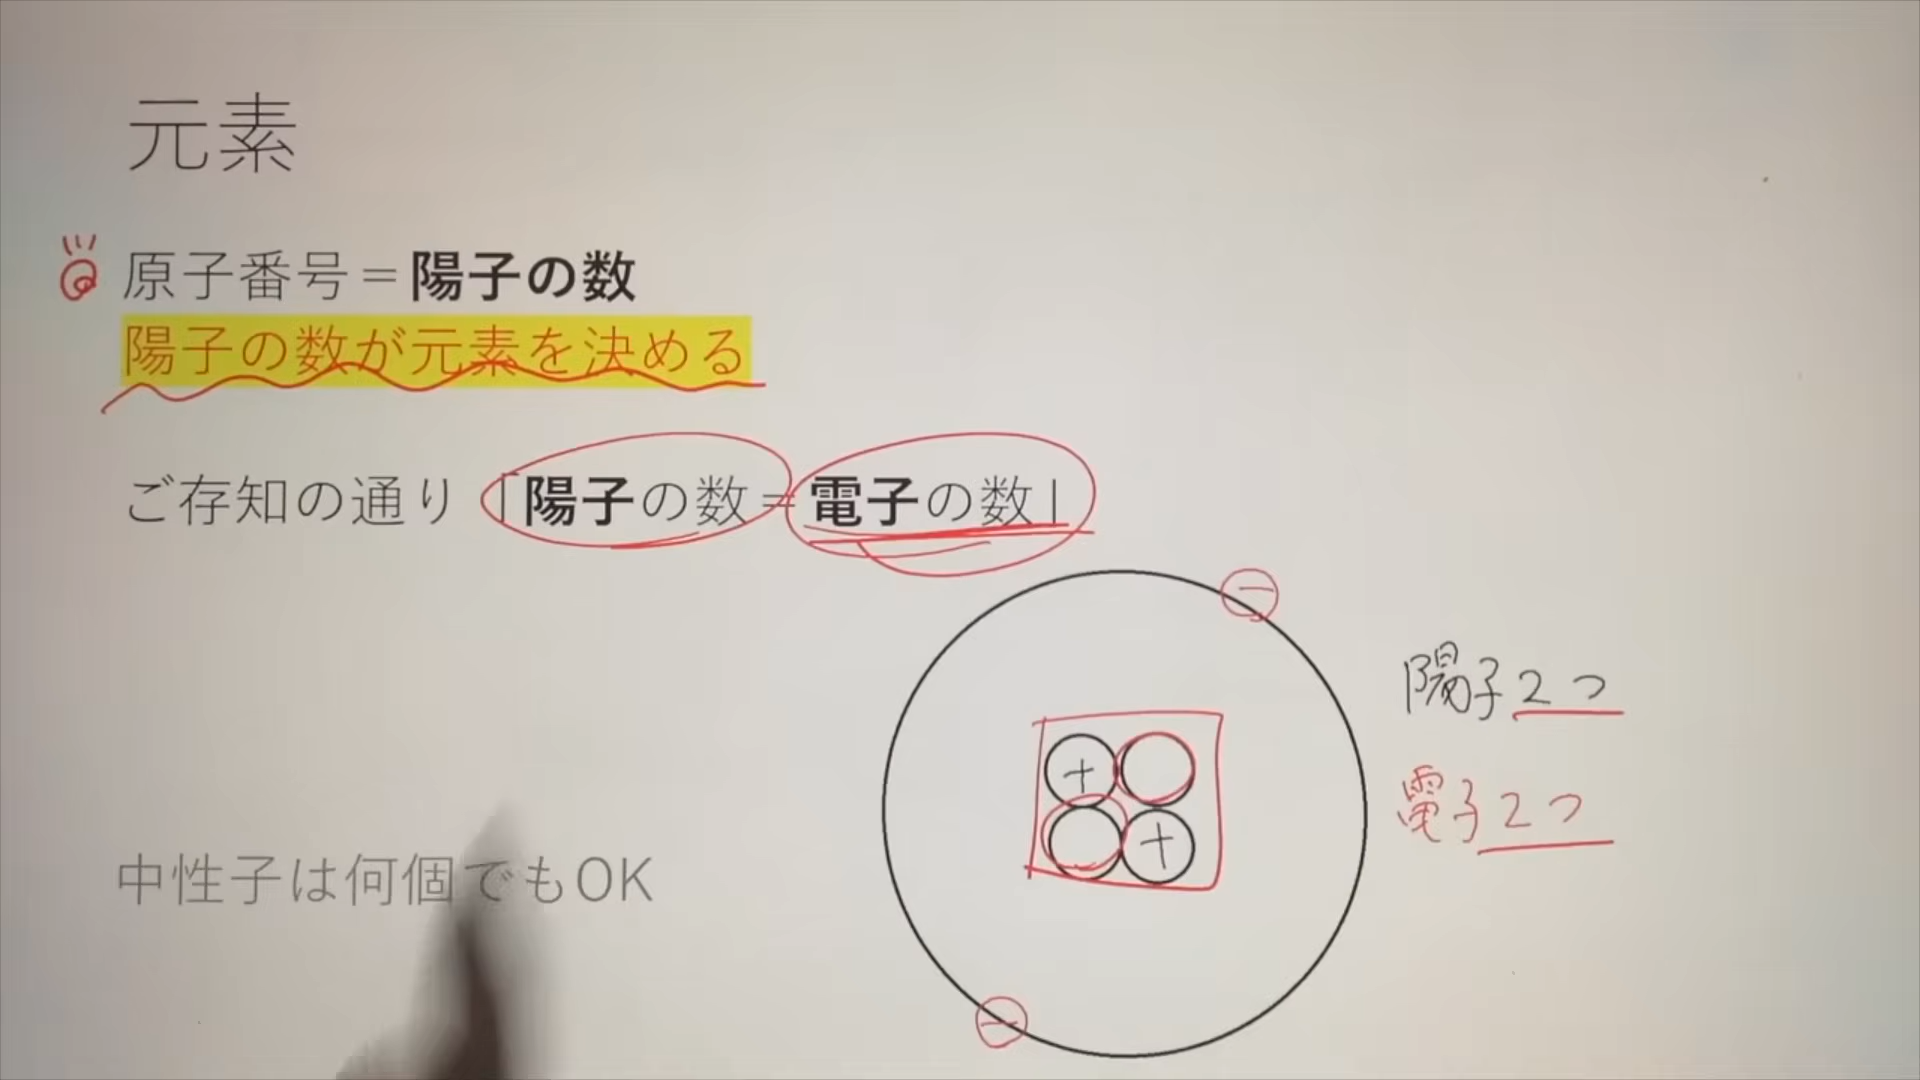 元素
原子番号＝陽子の数
陽子の数が元素を決める
ご存知の通り「陽子の数＝電子の数」
陽子2つ
電子2つ
中性子は何個でもOK
－
＋
＋
－